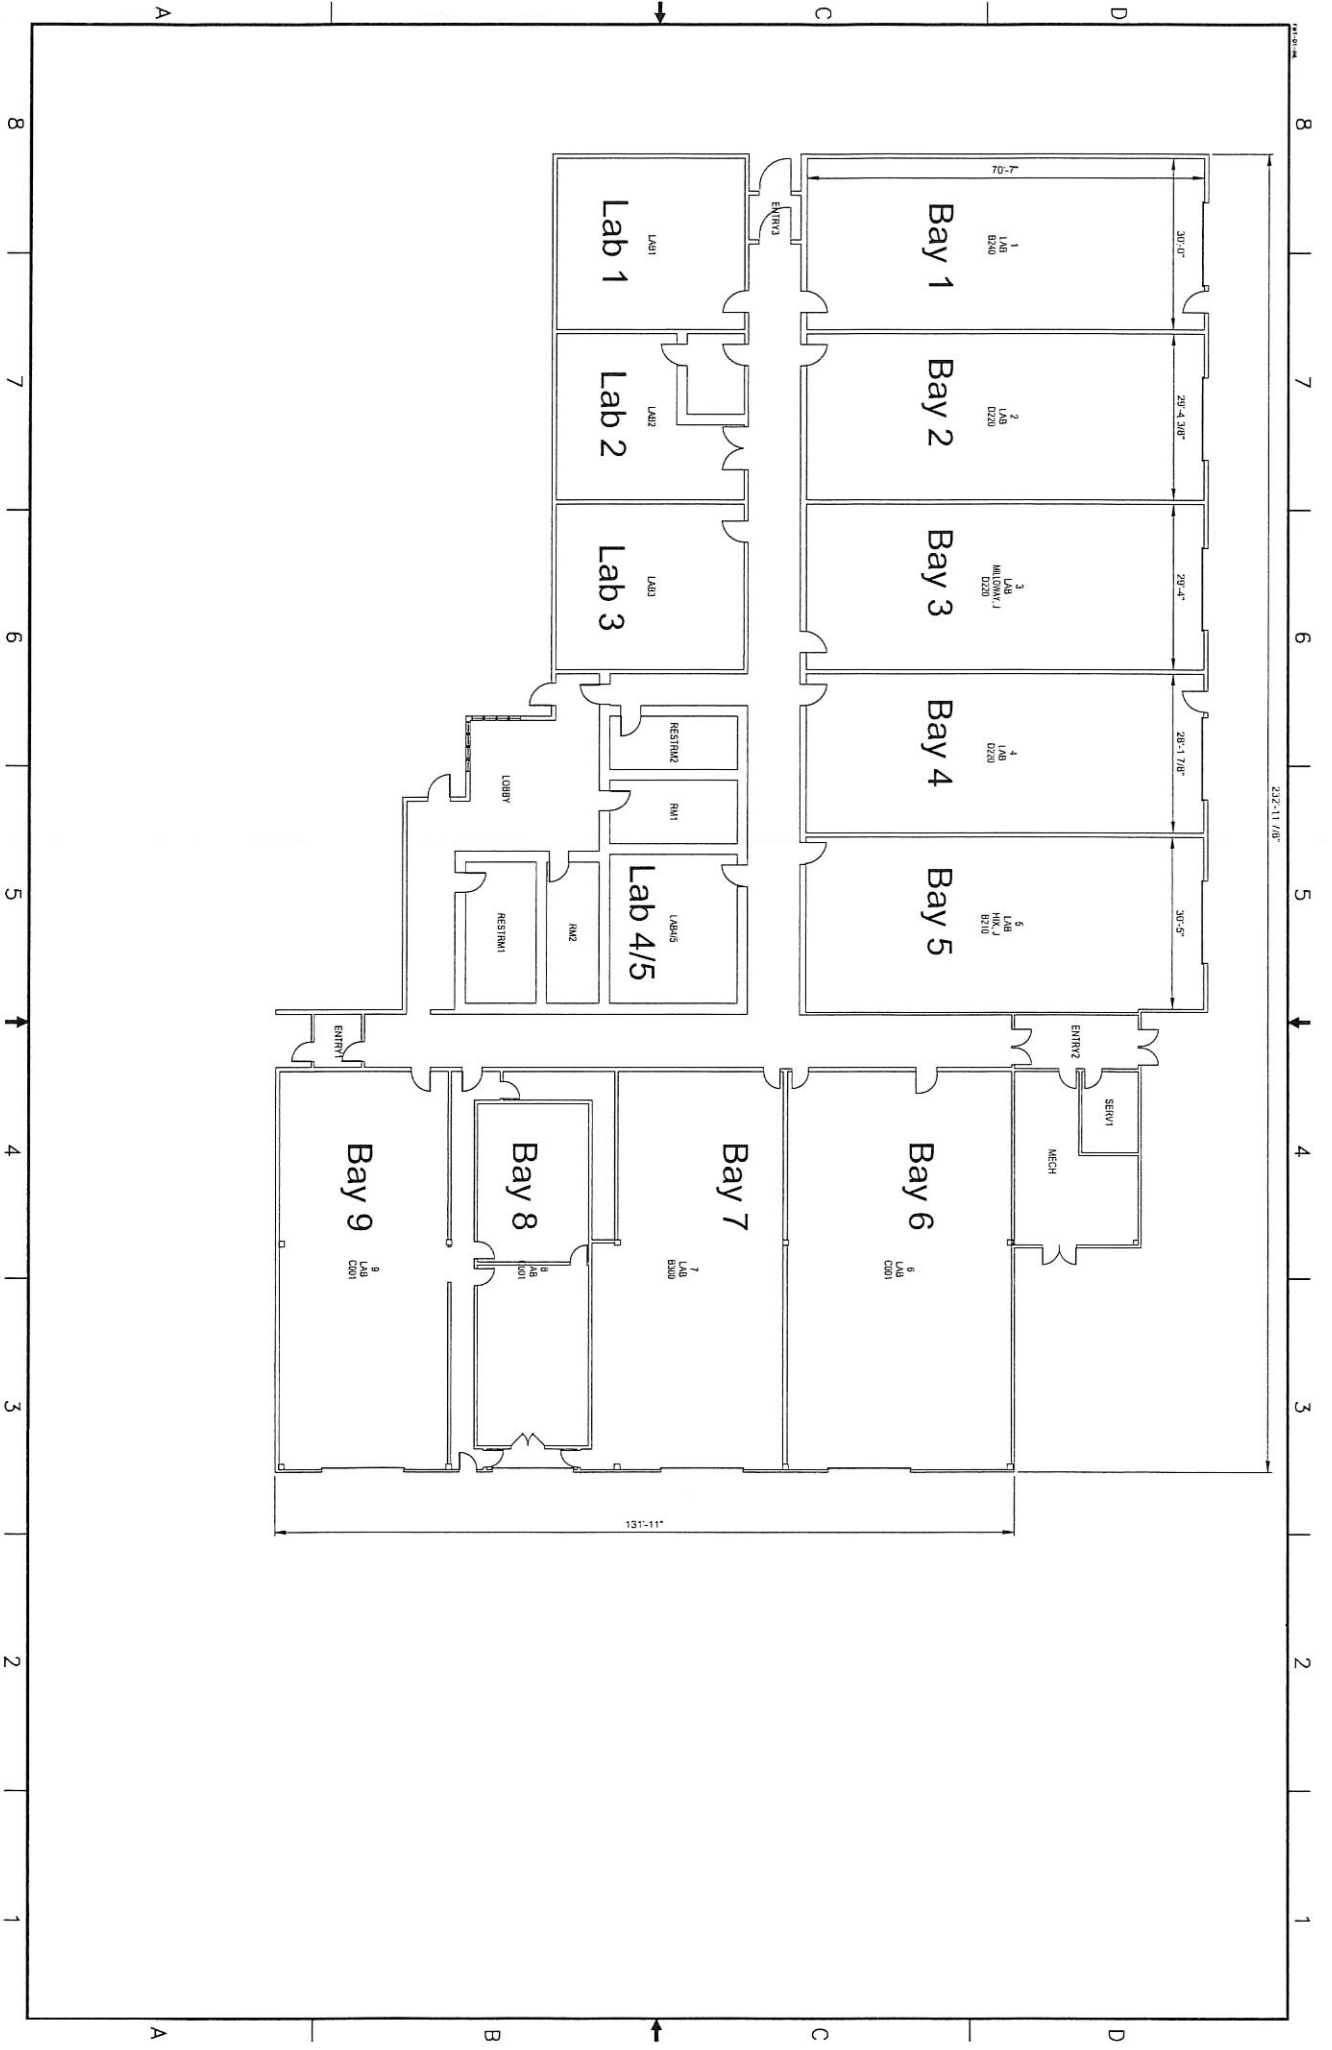 D
C
B
A
8
7
6
5
4
3
2
1
232'-11 7/8"
30'-0"
29'-4 3/8"
29'-4"
28'-1 7/8"
30'-5"
70'-7"
1
LAB
B240
Bay 1
2
LAB
D220
Bay 2
3
LAB
MILLOWAY, J
D220
Bay 3
4
LAB
D220
Bay 4
5
LAB
HIX, J
B210
Bay 5
ENTRY2
SERV1
MECH
ENTRY3
LAB1
Lab 1
LAB2
Lab 2
LAB3
Lab 3
RESTRM2
RM1
LAB4/5
Lab 4/5
LOBBY
RM2
RESTRM1
ENTRY1
Bay 6
6
LAB
C001
Bay 7
7
LAB
B300
Bay 8
8
Bay 9
9
LAB
C001
131'-11"
8
7
6
5
4
3
2
1
D
C
A